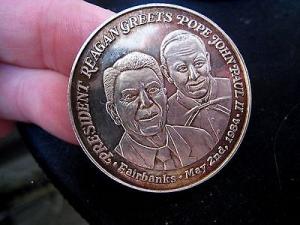 PRESIDENT REAGAN GREETS POPE JOHN PAUL II
· Fairbanks · May 2nd, 1984 ·